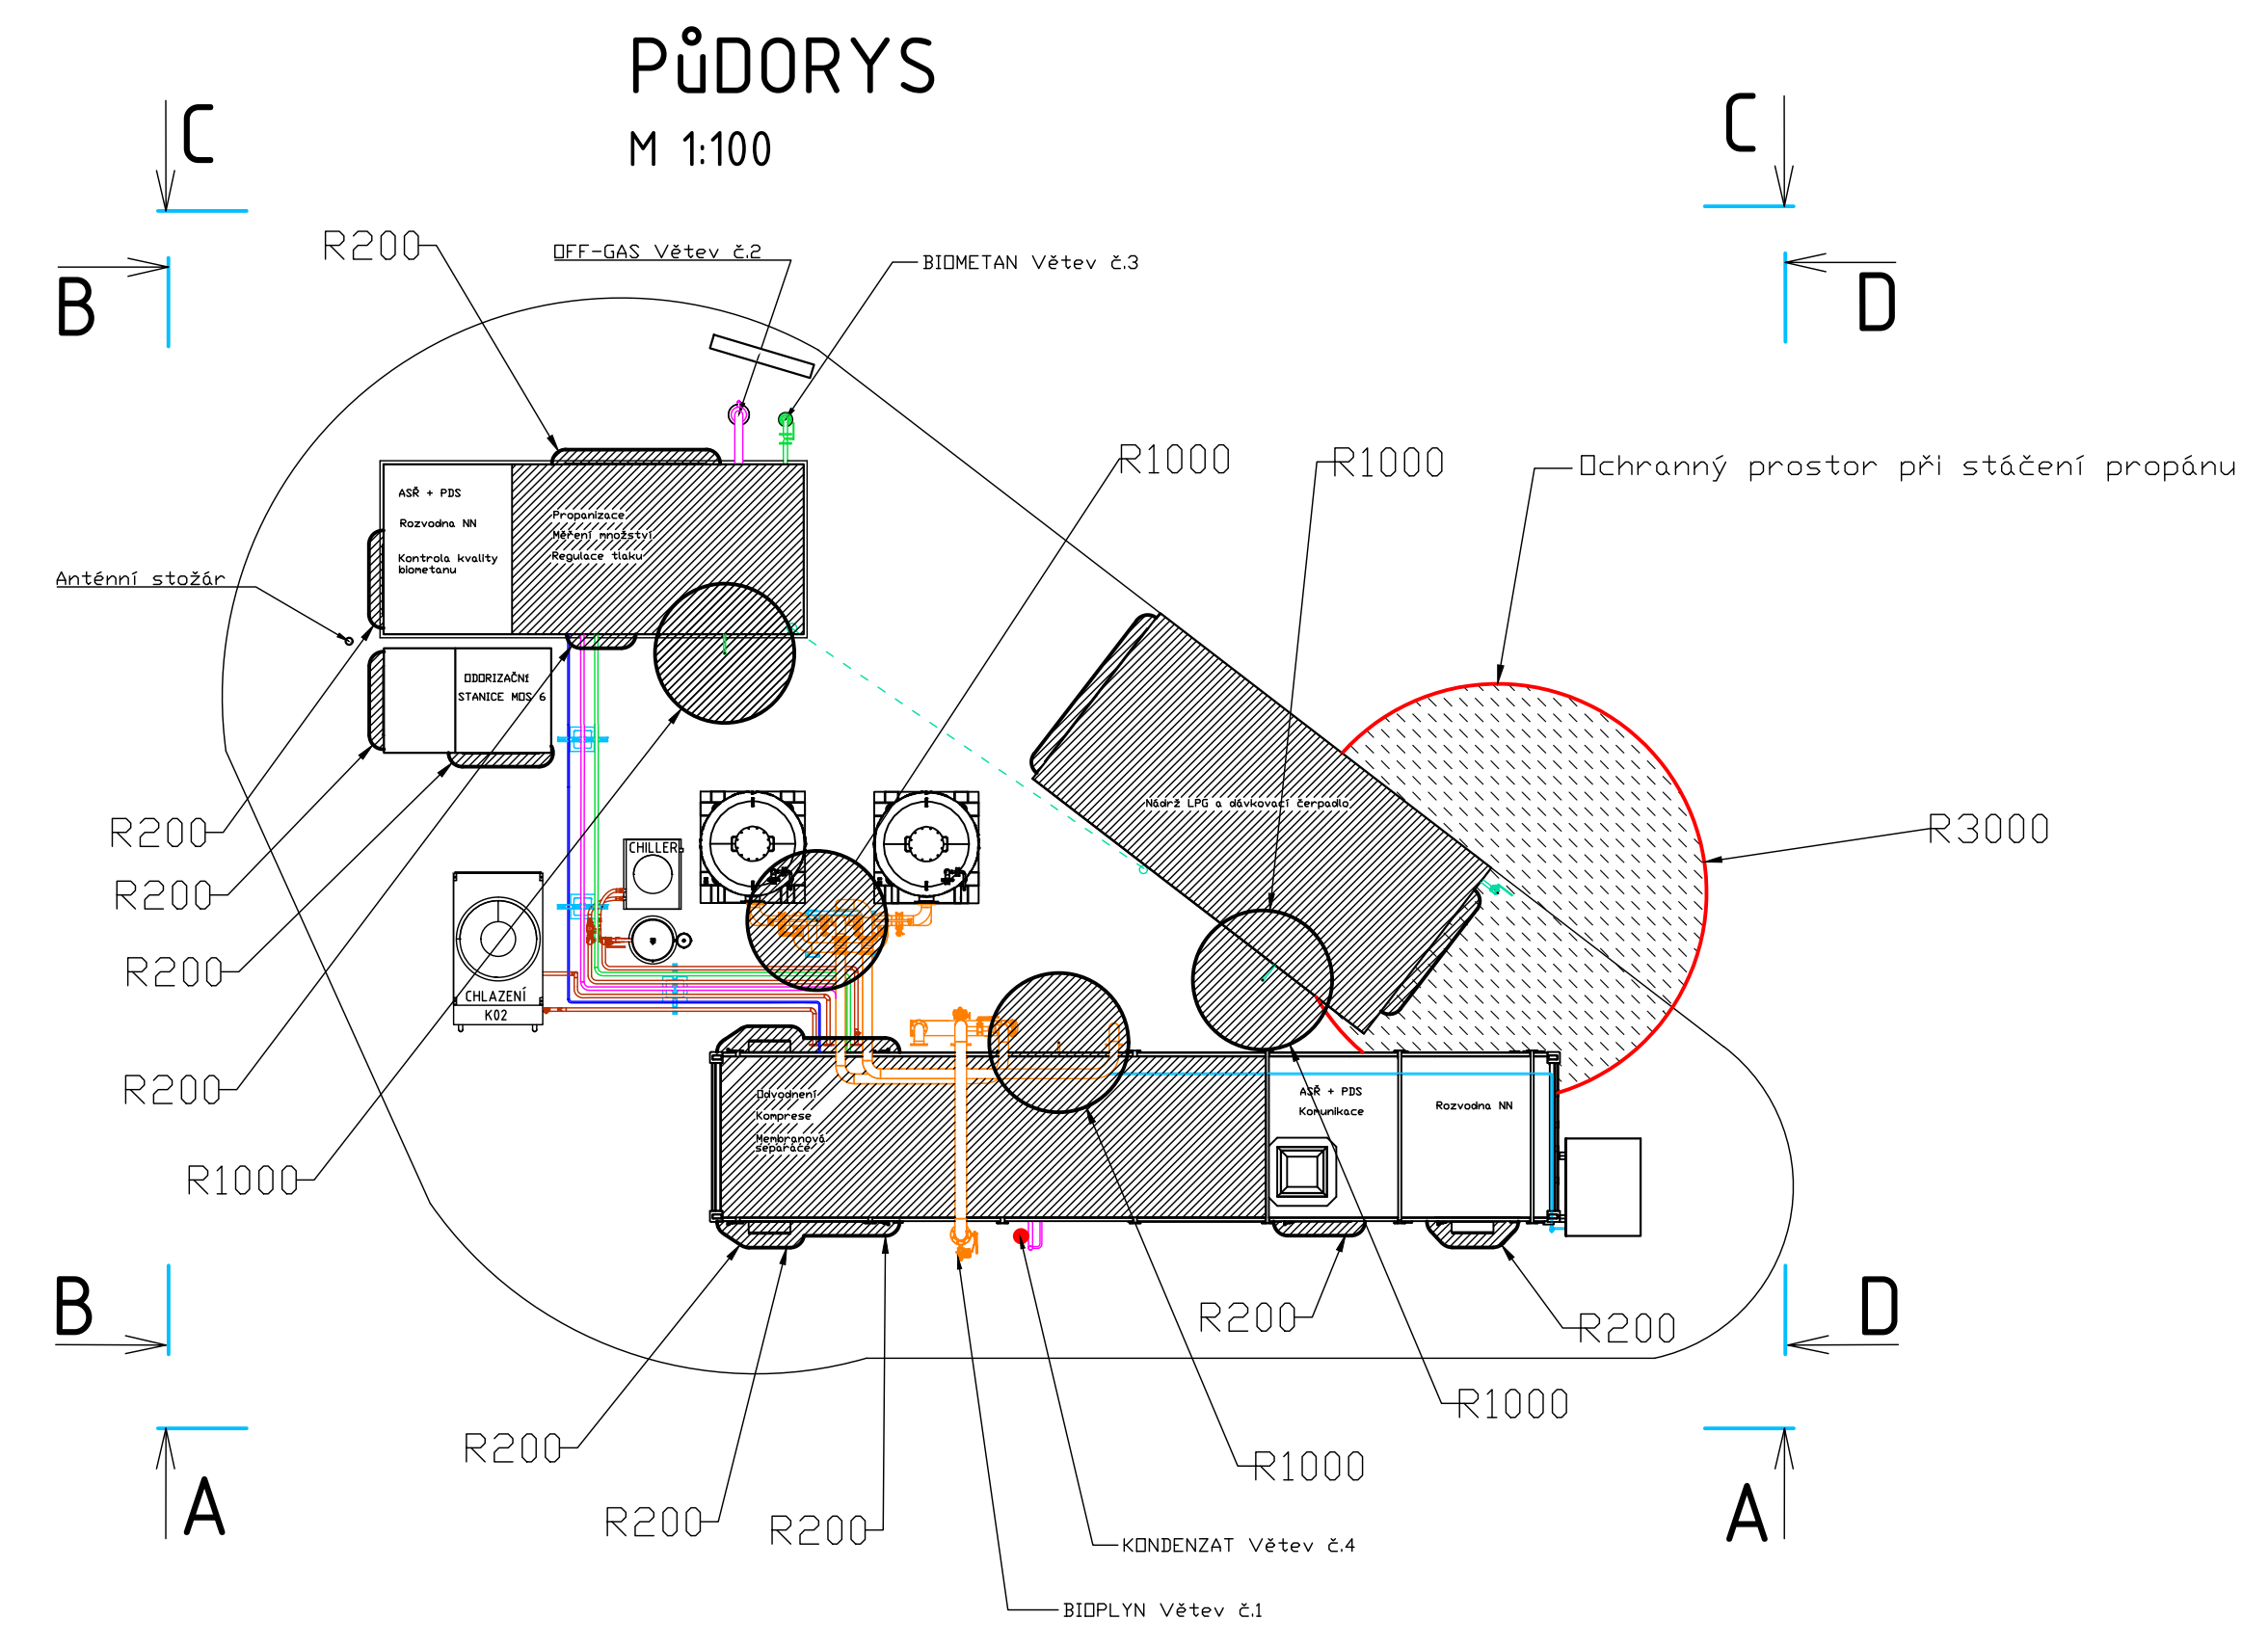 PůDORYS
M 1:100
C
C
B
D
R200
OFF-GAS Větev č.2
BIOMETAN Větev č.3
R1000
R1000
Ochranný prostor při stáčení propánu
ASŘ + PDS
Rozvodna NN
Kontrola kvality
biometanu
Propanizace
Měření množství
Regulace tlaku
Anténní stožár
ODORIZAČNí
STANICE MOS 6
Nádrž LPG a dávkovací čerpadlo
R3000
R200
CHILLER
R200
R200
CHLAZENÍ
K02
R200
R1000
Odvodnení
Komprese
Membranová
separace
ASŘ + PDS
Komunikace
Rozvodna NN
B
D
R200
R200
R1000
R200
R1000
R200
R200
A
A
KONDENZAT Větev č.4
BIOPLYN Větev č.1